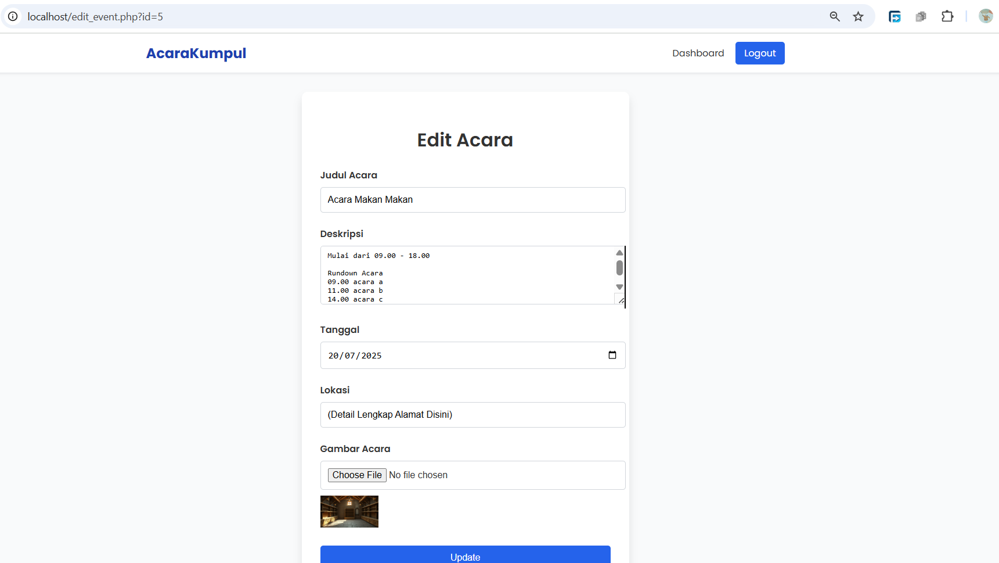 localhost/edit_event.php?id=5
AcaraKumpul
Dashboard
Logout
Edit Acara
Judul Acara
Acara Makan Makan
Deskripsi
Mulai dari 09.00 - 18.00
Rundown Acara
09.00 acara a
11.00 acara b
14.00 acara c
Tanggal
20/07/2025
Lokasi
(Detail Lengkap Alamat Disini)
Gambar Acara
Choose File No file chosen
Update